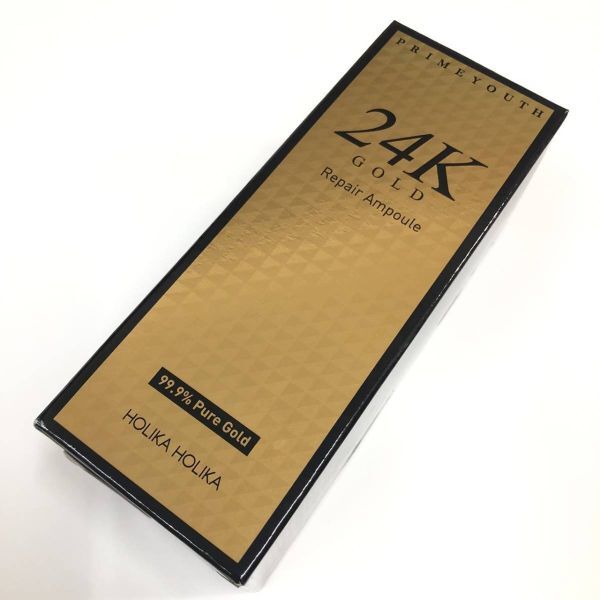 PRIMEYOUTH
24K
GOLD
Repair Ampoule
99.9% Pure Gold
HOLIKA HOLIKA